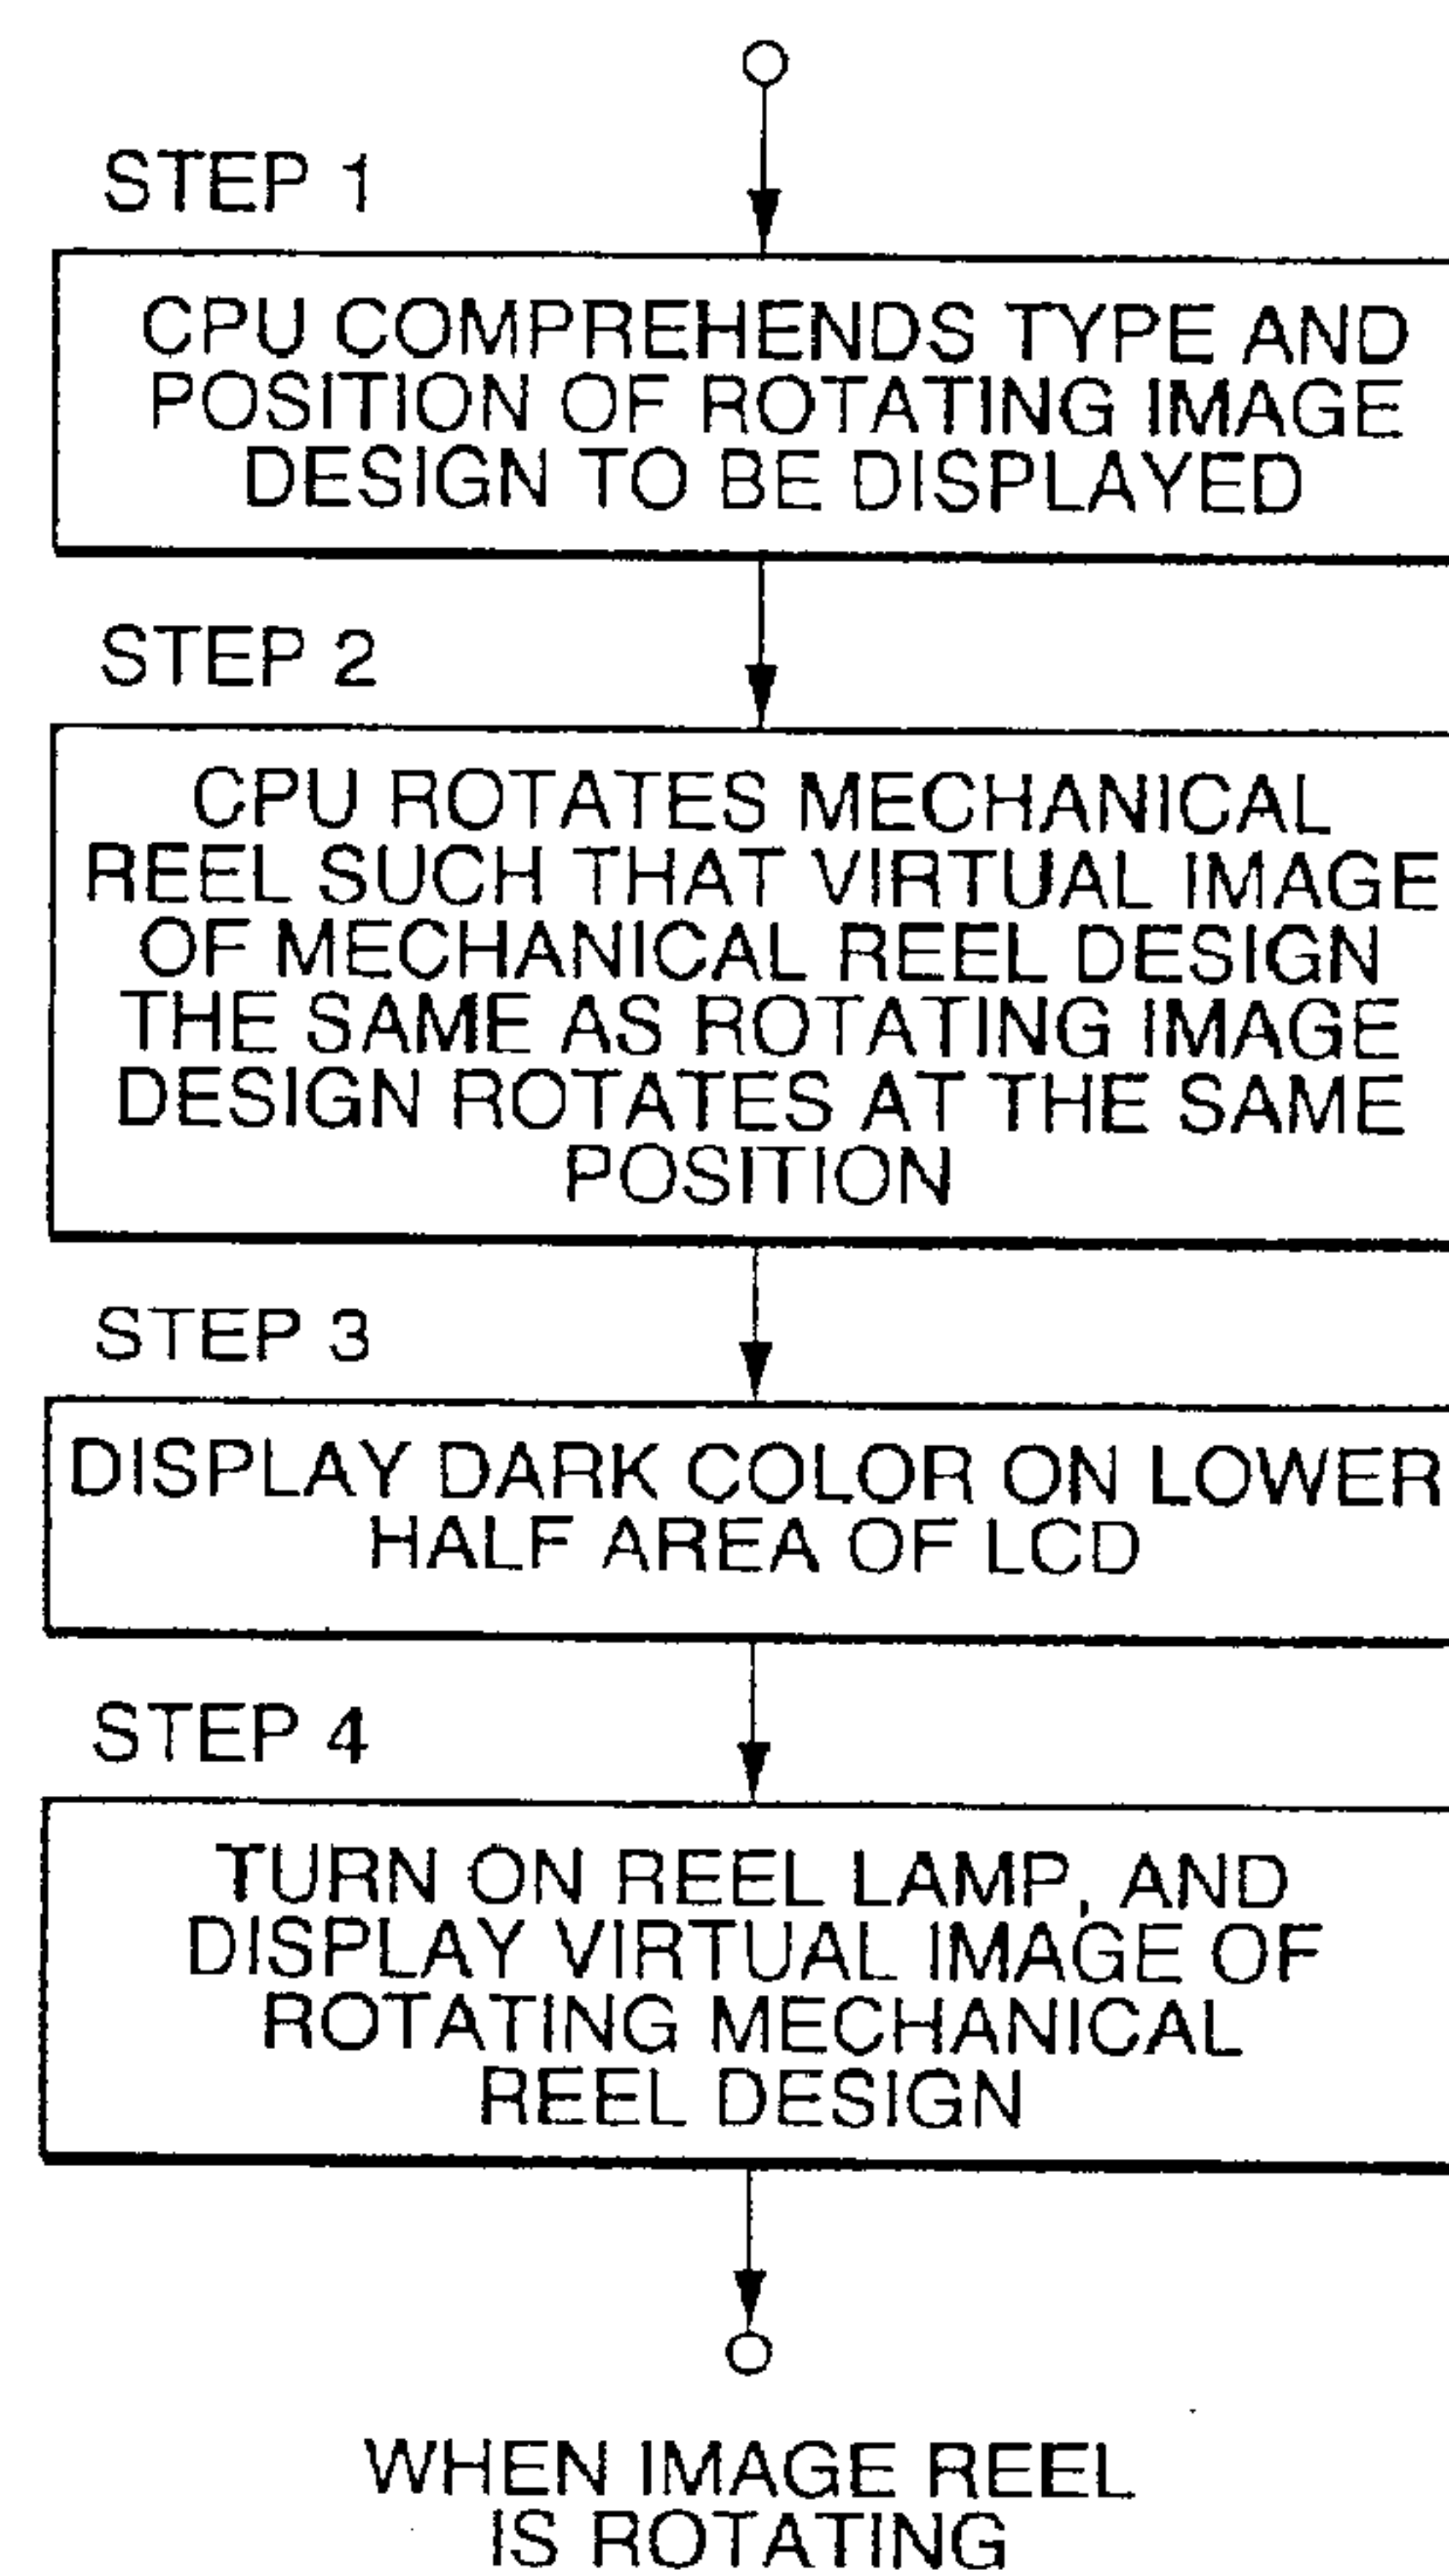 STEP 1
CPU COMPREHENDS TYPE AND
POSITION OF ROTATING IMAGE
DESIGN TO BE DISPLAYED
STEP 2
CPU ROTATES MECHANICAL
REEL SUCH THAT VIRTUAL IMAGE
OF MECHANICAL REEL DESIGN
THE SAME AS ROTATING IMAGE
DESIGN ROTATES AT THE SAME
POSITION
STEP 3
DISPLAY DARK COLOR ON LOWER
HALF AREA OF LCD
STEP 4
TURN ON REEL LAMP, AND
DISPLAY VIRTUAL IMAGE OF
ROTATING MECHANICAL
REEL DESIGN
WHEN IMAGE REEL
IS ROTATING